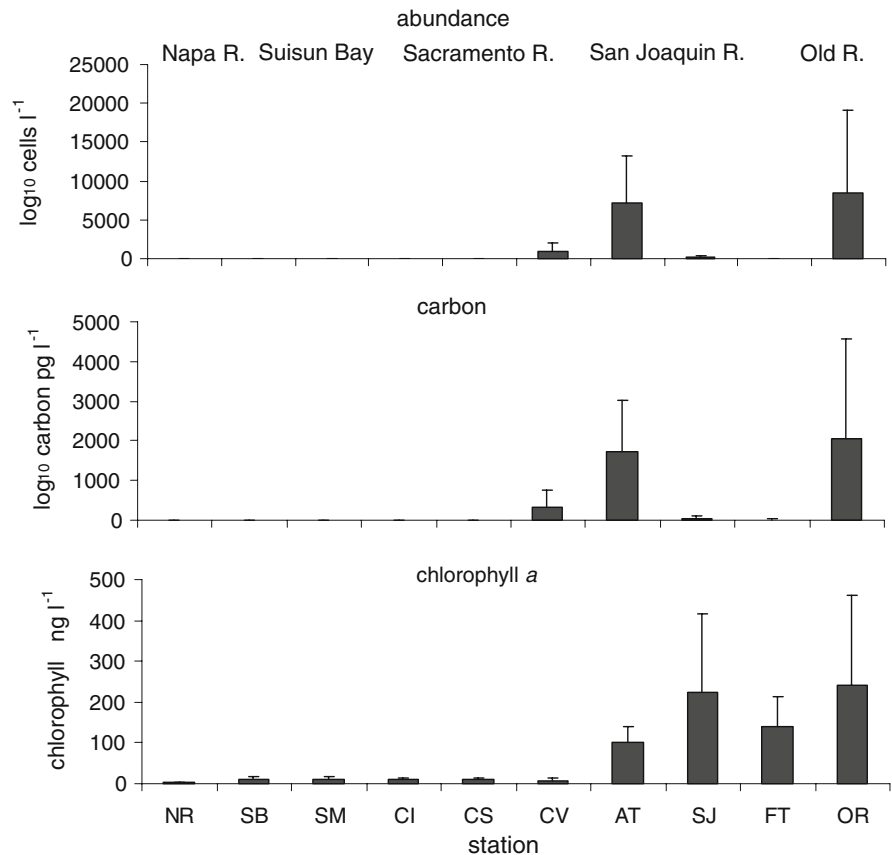 abundance
Napa R. Suisun Bay Sacramento R. San Joaquin R. Old R.
25000
20000
15000
10000
5000
0
log10 cells l-1
carbon
5000
4000
3000
2000
1000
0
log10 carbon pg l-1
chlorophyll a
500
400
300
200
100
0
chlorophyll ng l-1
NR SB SM CI CS CV AT SJ FT OR
station